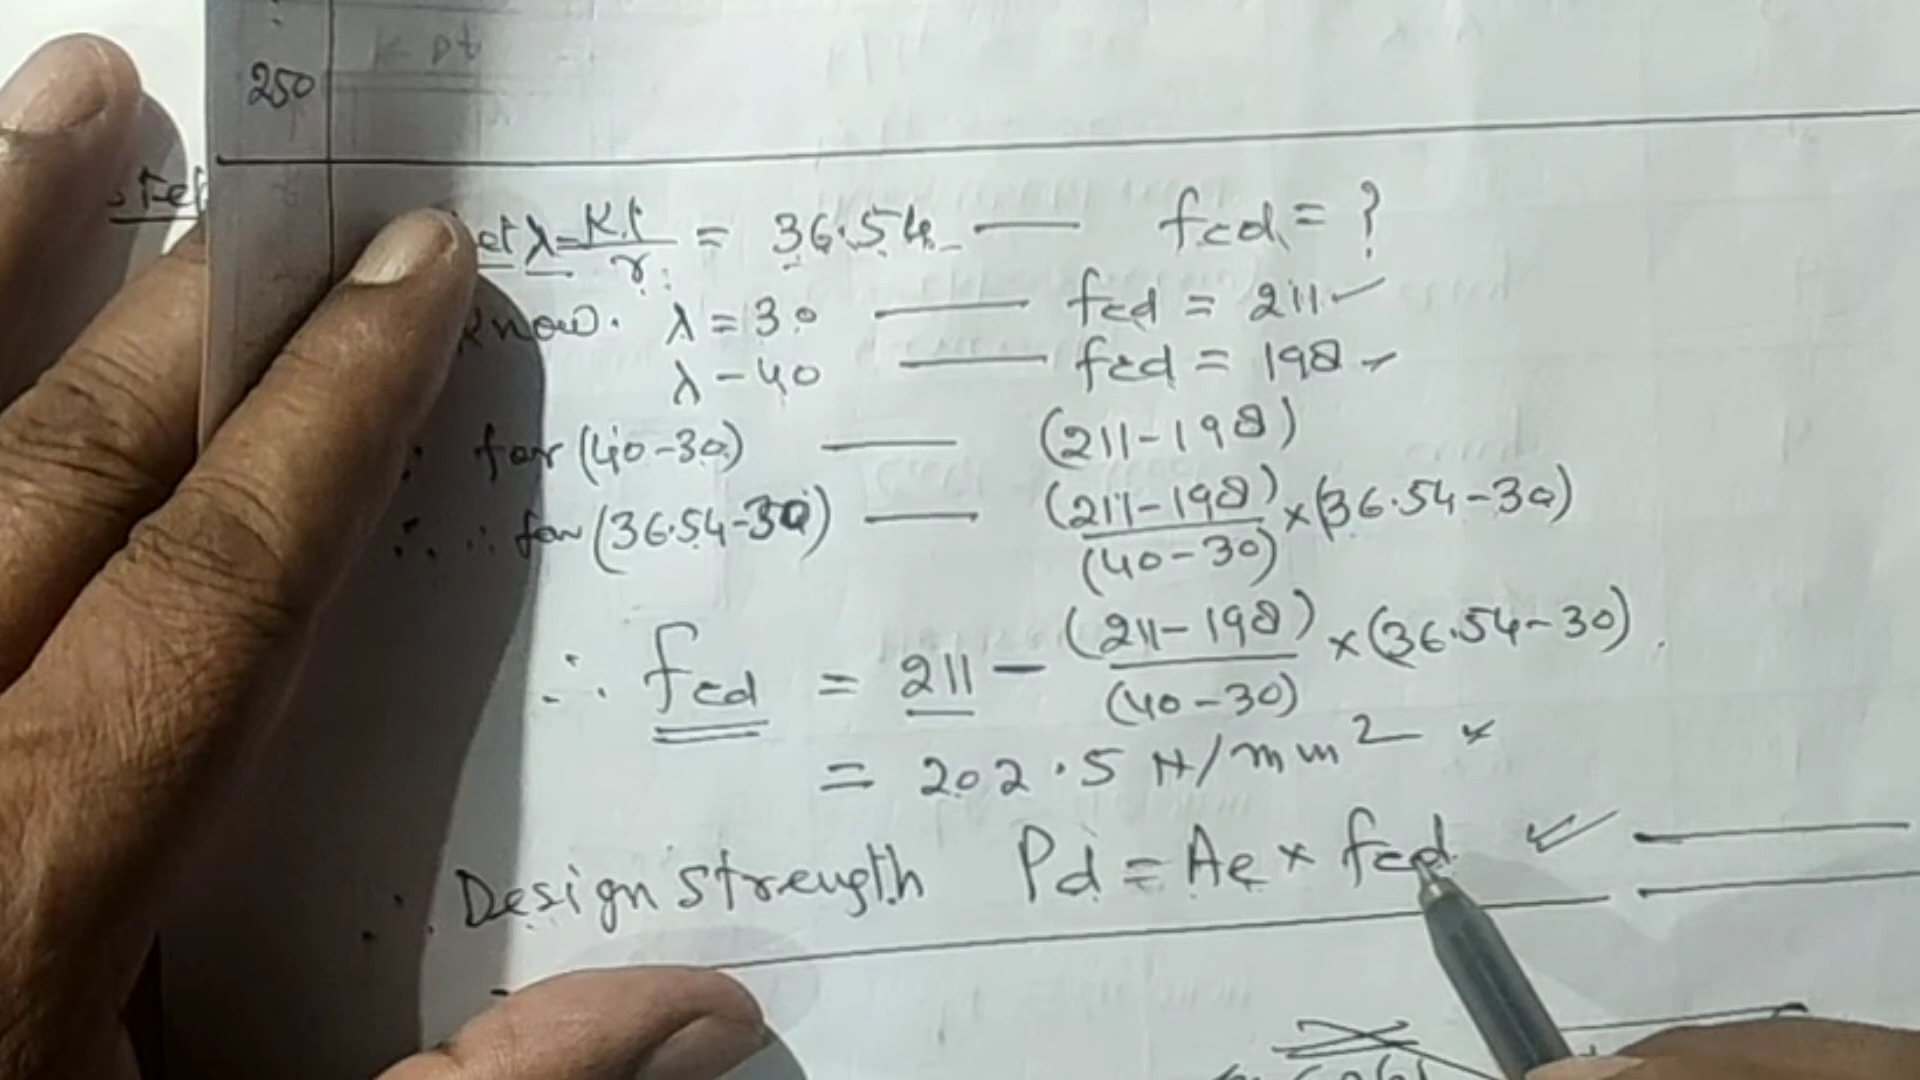 250
et λ = KL/r = 36.54 — fcd = ?
know. λ = 30 — fcd = 211 ✓
λ - 40 — fcd = 198 ✓
∴ for (40-30) — (211-198)
∴ for (36.54-30) — (211-198)/(40-30) × (36.54-30)
∴ fcd = 211 - (211-198)/(40-30) × (36.54-30).
= 202.5 N/mm²
∴ Design strength Pd = Ae × fcd ✓